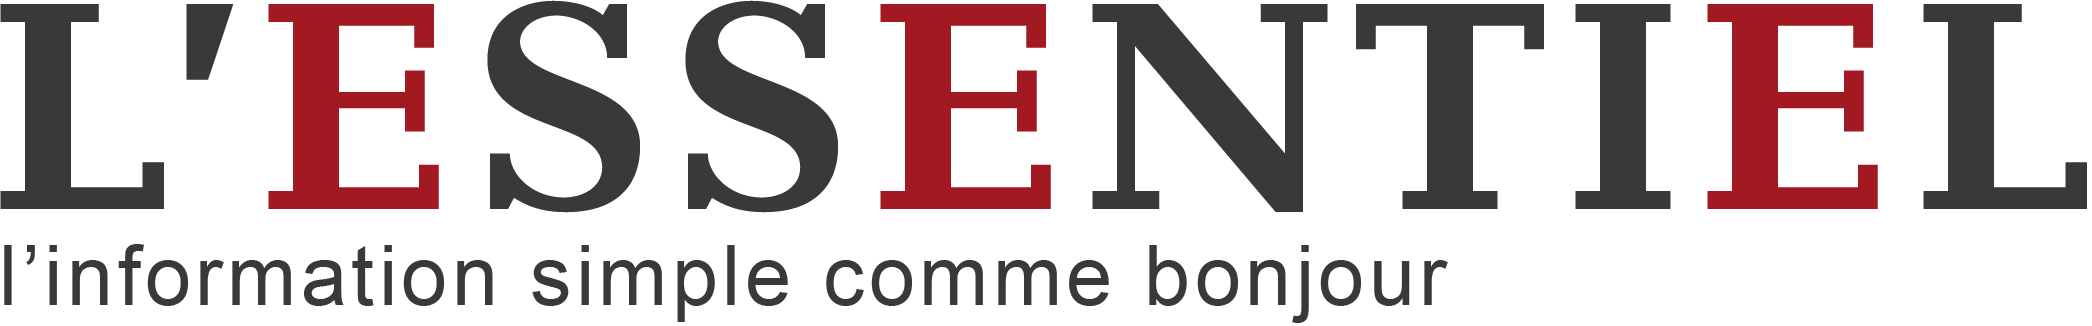 L'ESSENTIEL
l’information simple comme bonjour